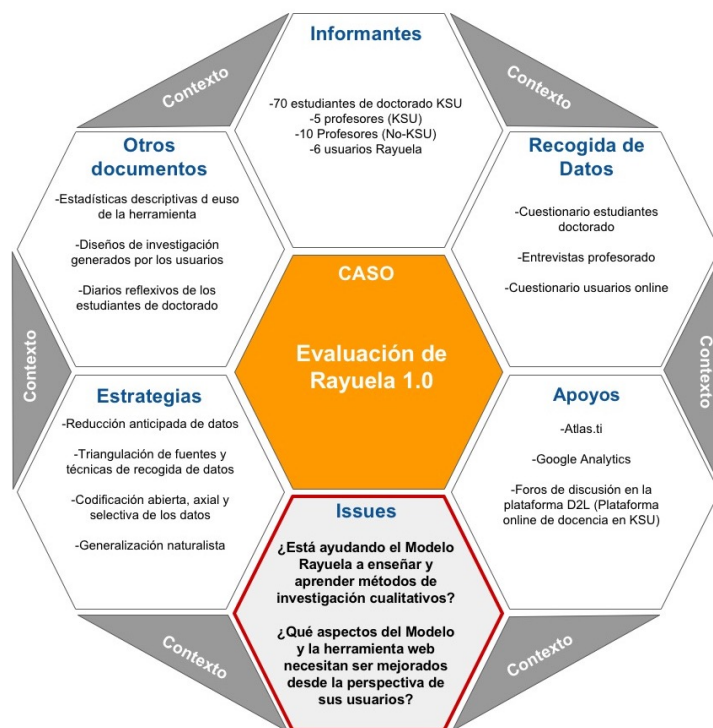 Informantes
-70 estudiantes de doctorado KSU
-5 profesores (KSU)
-10 Profesores (No-KSU)
-6 usuarios Rayuela
Contexto
Contexto
Otros
documentos
-Estadísticas descriptivas d euso
de la herramienta
-Diseños de investigación
generados por los usuarios
-Diarios reflexivos de los
estudiantes de doctorado
Recogida de
Datos
-Cuestionario estudiantes
doctorado
-Entrevistas profesorado
-Cuestionario usuarios online
CASO
Evaluación de
Rayuela 1.0
Contexto
Contexto
Estrategias
-Reducción anticipada de datos
-Triangulación de fuentes y
técnicas de recogida de datos
-Codificación abierta, axial y
selectiva de los datos
-Generalización naturalista
Apoyos
-Atlas.ti
-Google Analytics
-Foros de discusión en la
plataforma D2L (Plataforma
online de docencia en KSU)
Issues
¿Está ayudando el Modelo
Rayuela a enseñar y
aprender métodos de
investigación cualitativos?
¿Qué aspectos del Modelo
y la herramienta web
necesitan ser mejorados
desde la perspectiva de
sus usuarios?
Contexto
Contexto